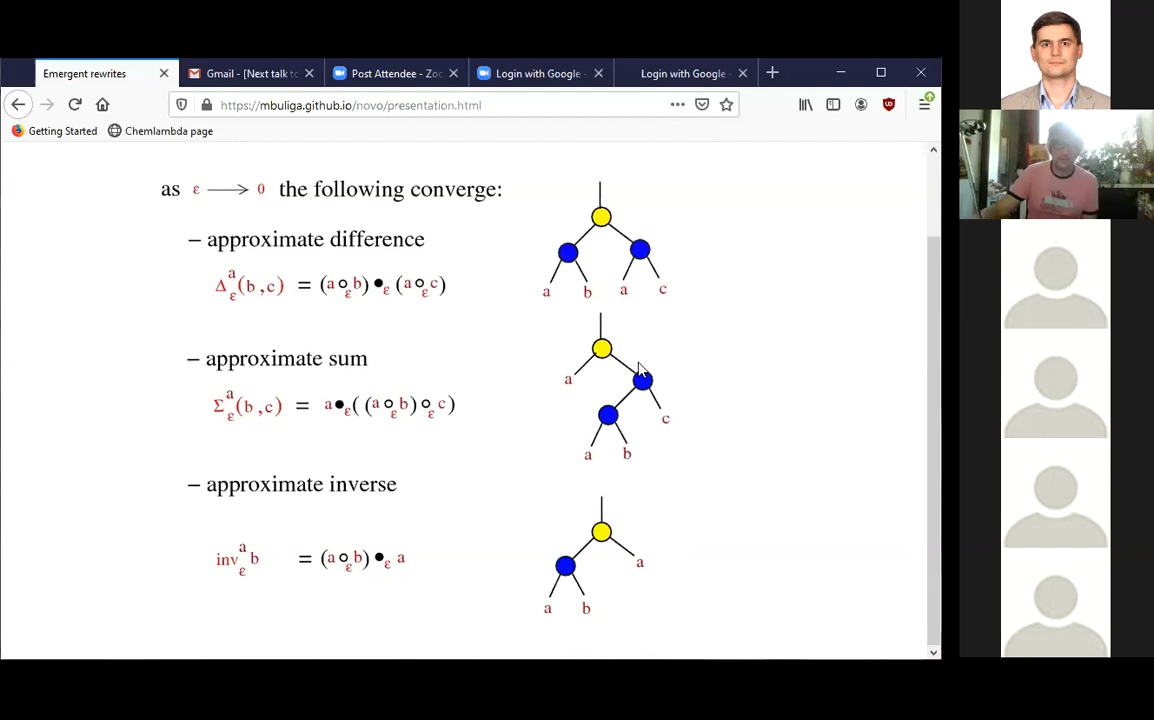 Emergent rewrites
Gmail - [Next talk to
Post Attendee - Zoc
Login with Google -
Login with Google -
https://mbuliga.github.io/novo/presentation.html
Getting Started
Chemlambda page
as ε ⟶ 0 the following converge:
– approximate difference
Δ^a_ε(b,c) = (a ∘_ε b) •_ε (a ∘_ε c)
a b a c
– approximate sum
Σ^a_ε(b,c) = a •_ε ((a ∘_ε b) ∘_ε c)
a
c
a b
– approximate inverse
inv^a_ε b = (a ∘_ε b) •_ε a
a
a b